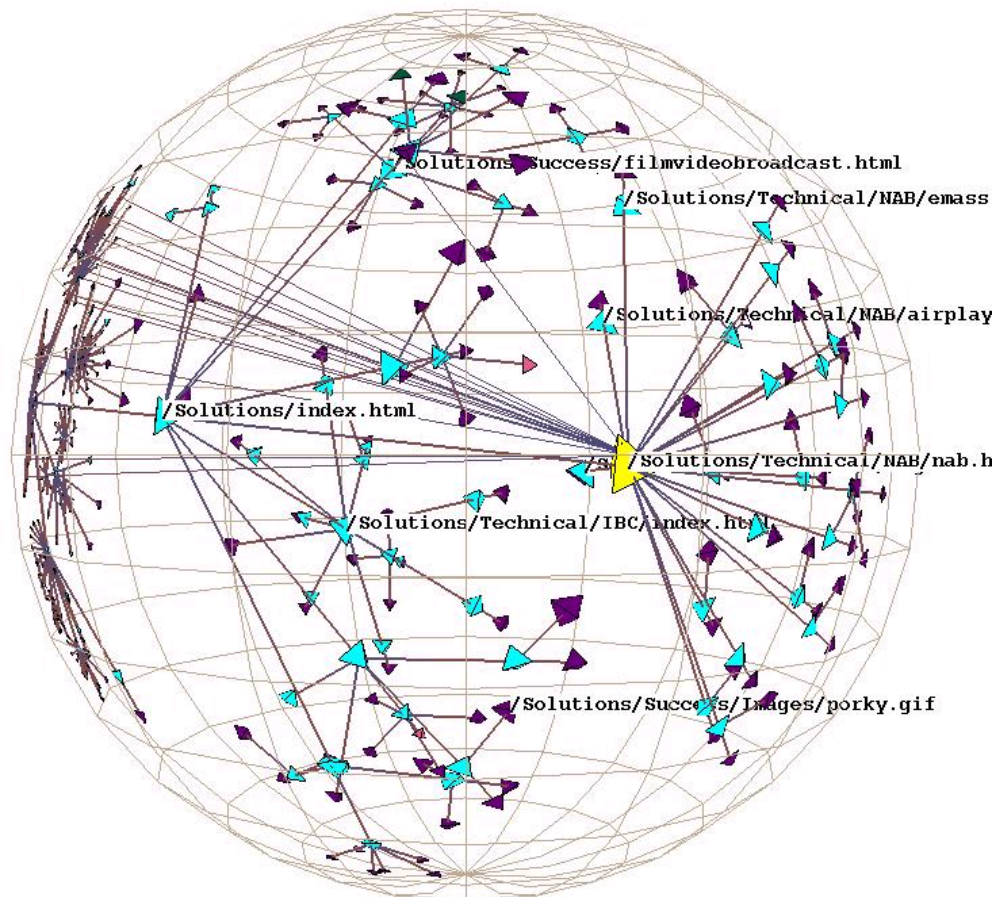 /Solutions/Success/filmvideobroadcast.html
/Solutions/Technical/NAB/emass
/Solutions/Technical/NAB/airplay
/Solutions/index.html
/Solutions/Technical/NAB/nab.h
/Solutions/Technical/IBC/index.html
/Solutions/Success/Images/porky.gif